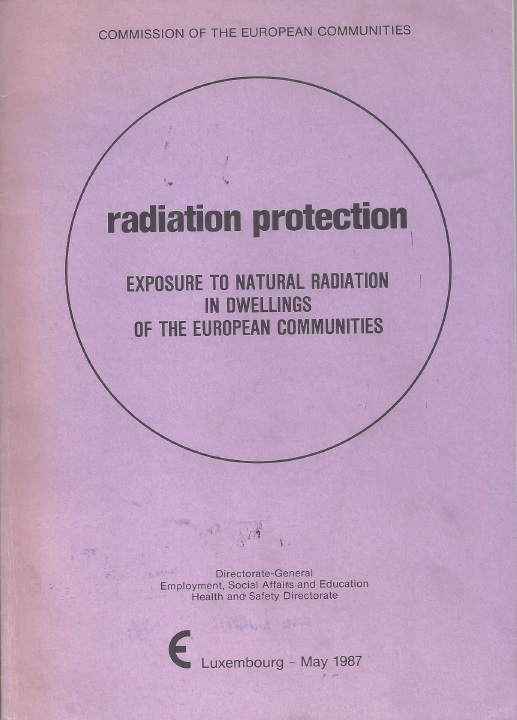 COMMISSION OF THE EUROPEAN COMMUNITIES
radiation protection
EXPOSURE TO NATURAL RADIATION
IN DWELLINGS
OF THE EUROPEAN COMMUNITIES
Directorate-General
Employment, Social Affairs and Education
Health and Safety Directorate
Luxembourg – May 1987